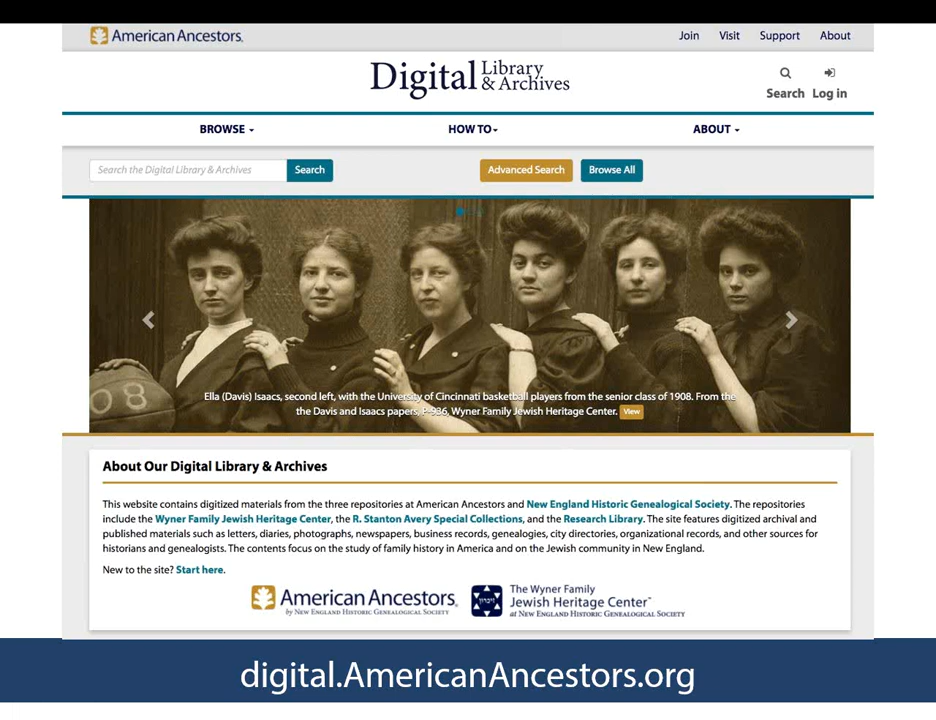 American Ancestors.
Join Visit Support About
Digital Library & Archives
Search Log in
BROWSE HOW TO ABOUT
Search the Digital Library & Archives Search Advanced Search Browse All
08
Ella (Davis) Isaacs, second left, with the University of Cincinnati basketball players from the senior class of 1908. From the
the Davis and Isaacs papers, P-936, Wyner Family Jewish Heritage Center. View
About Our Digital Library & Archives
This website contains digitized materials from the three repositories at American Ancestors and New England Historic Genealogical Society. The repositories
include the Wyner Family Jewish Heritage Center, the R. Stanton Avery Special Collections, and the Research Library. The site features digitized archival and
published materials such as letters, diaries, photographs, newspapers, business records, genealogies, city directories, organizational records, and other sources for
historians and genealogists. The contents focus on the study of family history in America and on the Jewish community in New England.
New to the site? Start here.
American Ancestors.
by NEW ENGLAND HISTORIC GENEALOGICAL SOCIETY
The Wyner Family
Jewish Heritage Center™
at NEW ENGLAND HISTORIC GENEALOGICAL SOCIETY
digital.AmericanAncestors.org